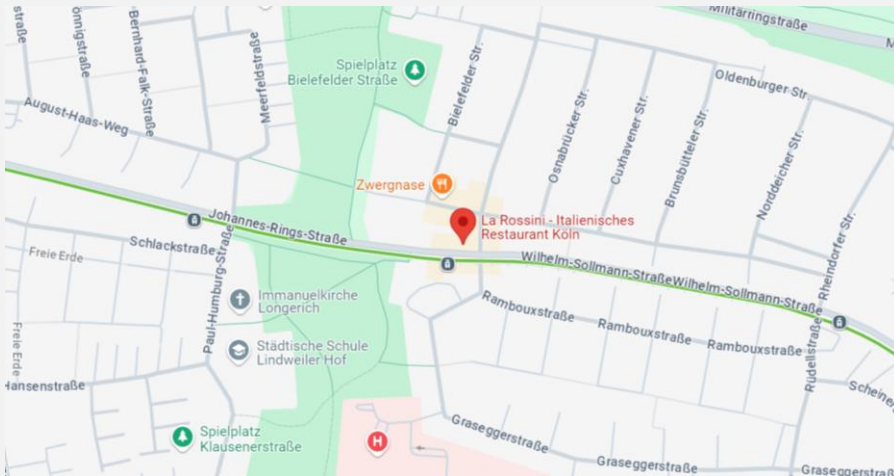 straße
önnigstraße
Bernhard-Falk-Straße
Meerfeldstraße
August-Haas-Weg
Spielplatz
Bielefelder Straße
Bielefelder Str.
Militärringstraße
M
Oldenburger Str.
Osnabrücker Str.
Cuxhavener Str.
Brunsbütteler Str.
Norddeicher Str.
Rheindorfer Str.
Zwergnase
La Rossini - Italienisches
Restaurant Köln
Johannes-Rings-Straße
Wilhelm-Sollmann-Straße
Wilhelm-Sollmann-Straße
Schlackstraße
Freie Erde
Freie Erde
Paul-Humburg-Straße
Immanuelkirche
Longerich
Städtische Schule
Lindweiler Hof
Hansenstraße
Rambouxstraße
Rambouxstraße
Rambouxstraße
Rüdellstraße
Scheine
Spielplatz
Klausenerstraße
H
Graseggerstraße
Graseggerstraße
Graseggerstraße